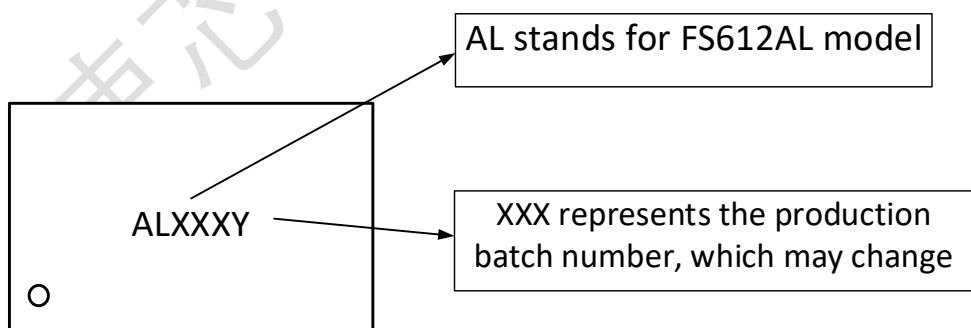 AL stands for FS612AL model
ALXXXY
XXX represents the production
batch number, which may change